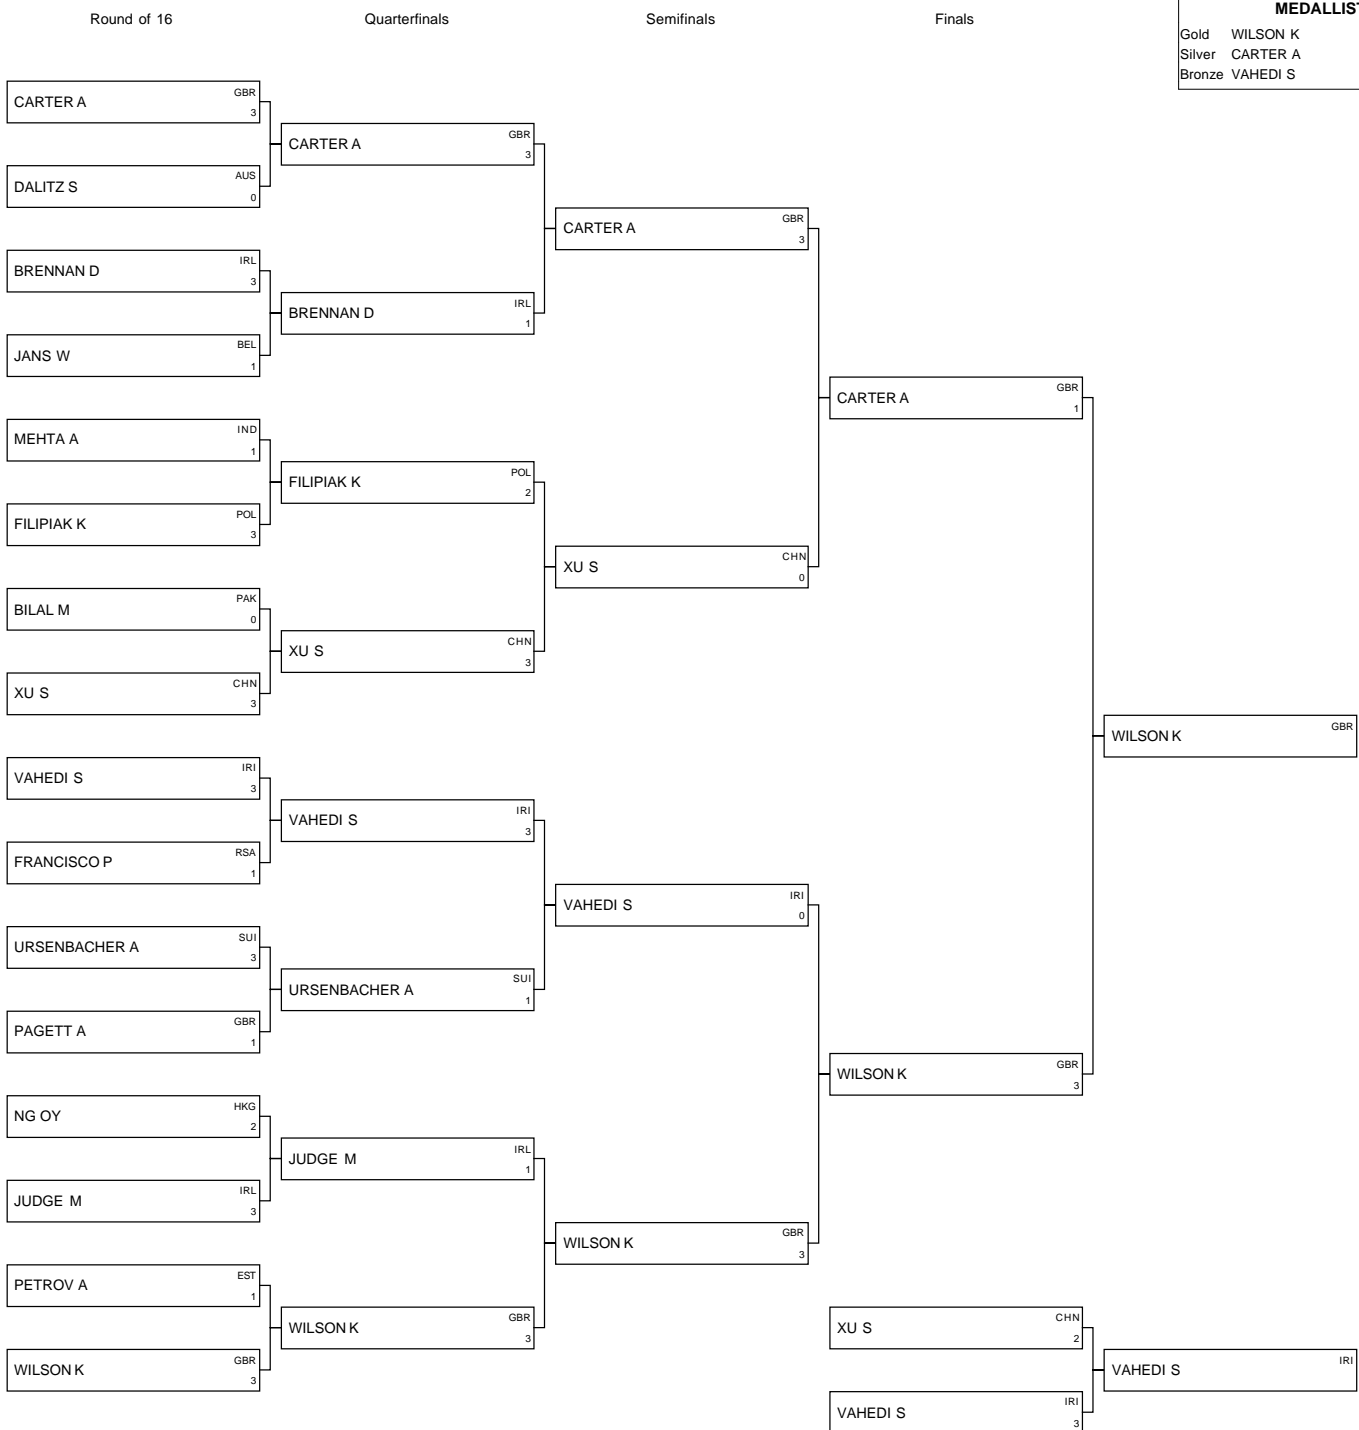 Round of 16 Quarterfinals Semifinals Finals
Gold WILSON K
Silver CARTER A
Bronze VAHEDI S
CARTER A GBR 3
DALITZ S AUS 0
BRENNAN D IRL 3
JANS W BEL 1
MEHTA A IND 1
FILIPIAK K POL 3
BILAL M PAK 0
XU S CHN 3
VAHEDI S IRI 3
FRANCISCO P RSA 1
URSENBACHER A SUI 3
PAGETT A GBR 1
NG OY HKG 2
JUDGE M IRL 3
PETROV A EST 1
WILSON K GBR 3
CARTER A GBR 3
BRENNAN D IRL 1
FILIPIAK K POL 2
XU S CHN 3
VAHEDI S IRI 3
URSENBACHER A SUI 1
JUDGE M IRL 1
WILSON K GBR 3
CARTER A GBR 3
XU S CHN 0
VAHEDI S IRI 0
WILSON K GBR 3
CARTER A GBR 1
WILSON K GBR 3
WILSON K GBR
XU S CHN 2
VAHEDI S IRI 3
VAHEDI S IRI